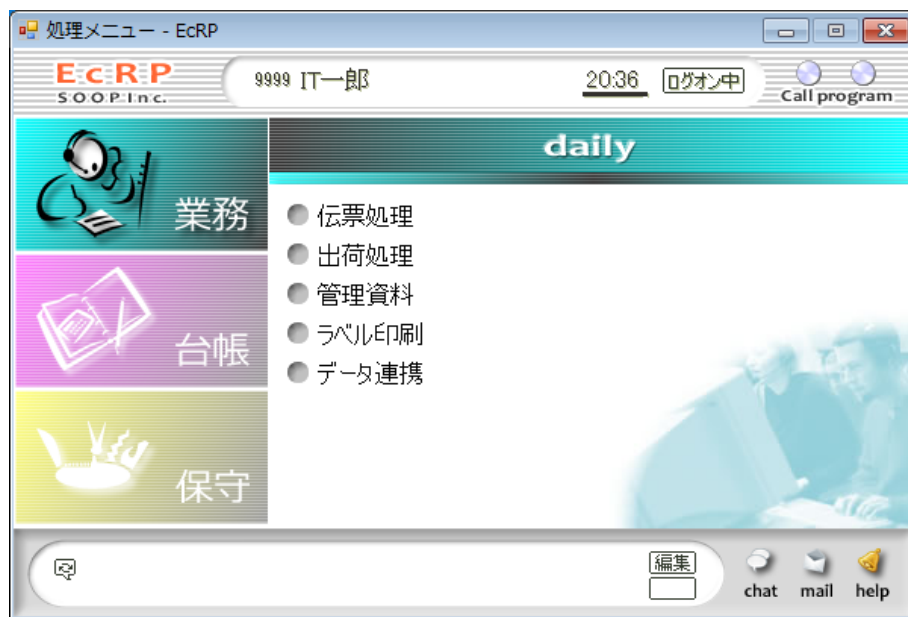 処理メニュー - EcRP
EcRP
SOOP Inc.
9999 IT一郎
20:36
ログオン中
Call program
業務
台帳
保守
daily
伝票処理
出荷処理
管理資料
ラベル印刷
データ連携
編集
chat mail help